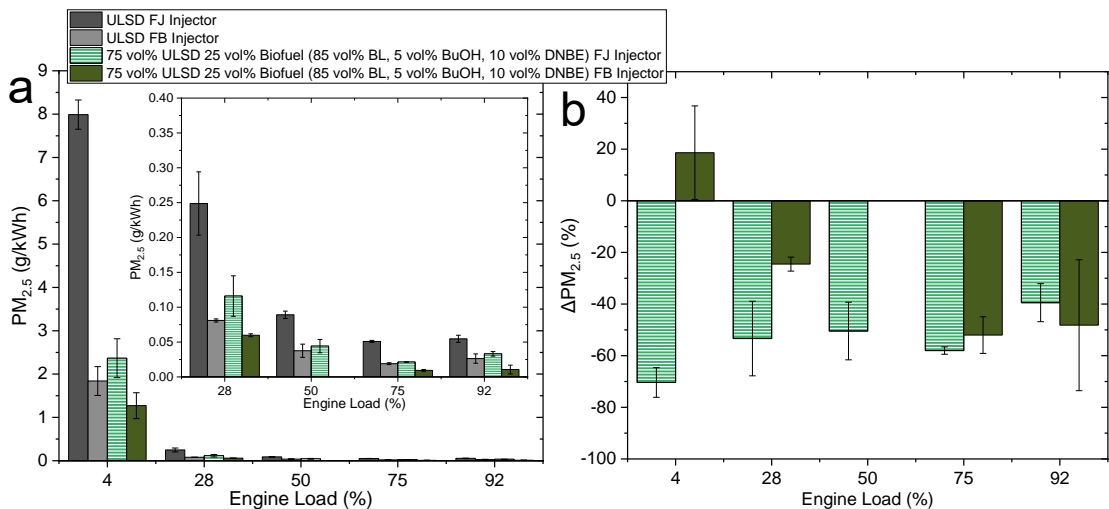 ULSD FJ Injector
ULSD FB Injector
75 vol% ULSD 25 vol% Biofuel (85 vol% BL, 5 vol% BuOH, 10 vol% DNBE) FJ Injector
75 vol% ULSD 25 vol% Biofuel (85 vol% BL, 5 vol% BuOH, 10 vol% DNBE) FB Injector
a
PM2.5 (g/kWh)
9
8
7
6
5
4
3
2
1
0
4 28 50 75 92
Engine Load (%)
PM2.5 (g/kWh)
0.40
0.35
0.30
0.25
0.20
0.15
0.10
0.05
0.00
28 50 75 92
Engine Load (%)
b
ΔPM2.5 (%)
40
20
0
-20
-40
-60
-80
-100
4 28 50 75 92
Engine Load (%)